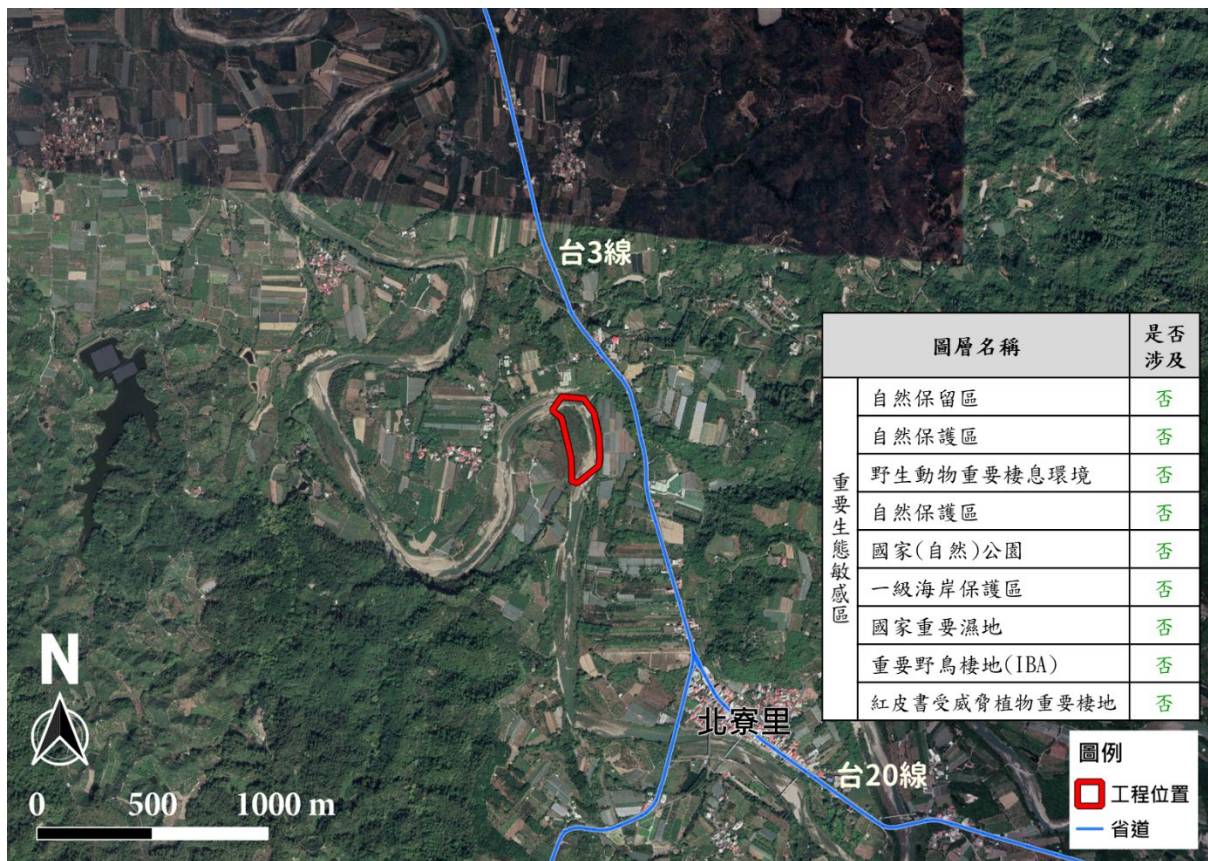 台3線
圖層名稱
是否
涉及
重要生態敏感區
自然保留區
否
自然保護區
否
野生動物重要棲息環境
否
自然保護區
否
國家(自然)公園
否
一級海岸保護區
否
國家重要濕地
否
重要野鳥棲地(IBA)
否
紅皮書受威脅植物重要棲地
否
北寮里
台20線
N
0 500 1000 m
圖例
工程位置
省道